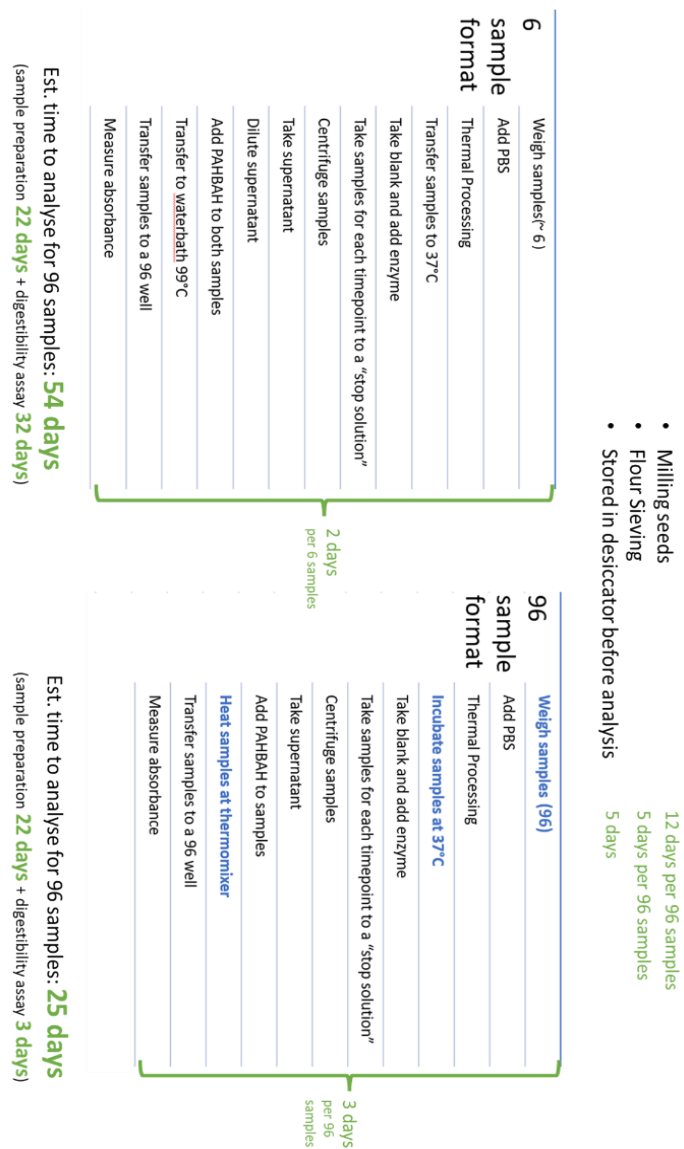 • Milling seeds
12 days per 96 samples
• Flour Sieving
5 days per 96 samples
• Stored in desiccator before analysis
5 days
6
sample
format
Weigh samples(~ 6)
Add PBS
Thermal Processing
Transfer samples to 37°C
Take blank and add enzyme
Take samples for each timepoint to a “stop solution”
Centrifuge samples
Take supernatant
Dilute supernatant
Add PAHBAH to both samples
Transfer to waterbath 99°C
Transfer samples to a 96 well
Measure absorbance
2 days
per 6 samples
Est. time to analyse for 96 samples: 54 days
(sample preparation 22 days + digestibility assay 32 days)
96
sample
format
Weigh samples (96)
Add PBS
Thermal Processing
Incubate samples at 37°C
Take blank and add enzyme
Take samples for each timepoint to a “stop solution”
Centrifuge samples
Take supernatant
Add PAHBAH to samples
Heat samples at thermomixer
Transfer samples to a 96 well
Measure absorbance
3 days
per 96
samples
Est. time to analyse for 96 samples: 25 days
(sample preparation 22 days + digestibility assay 3 days)